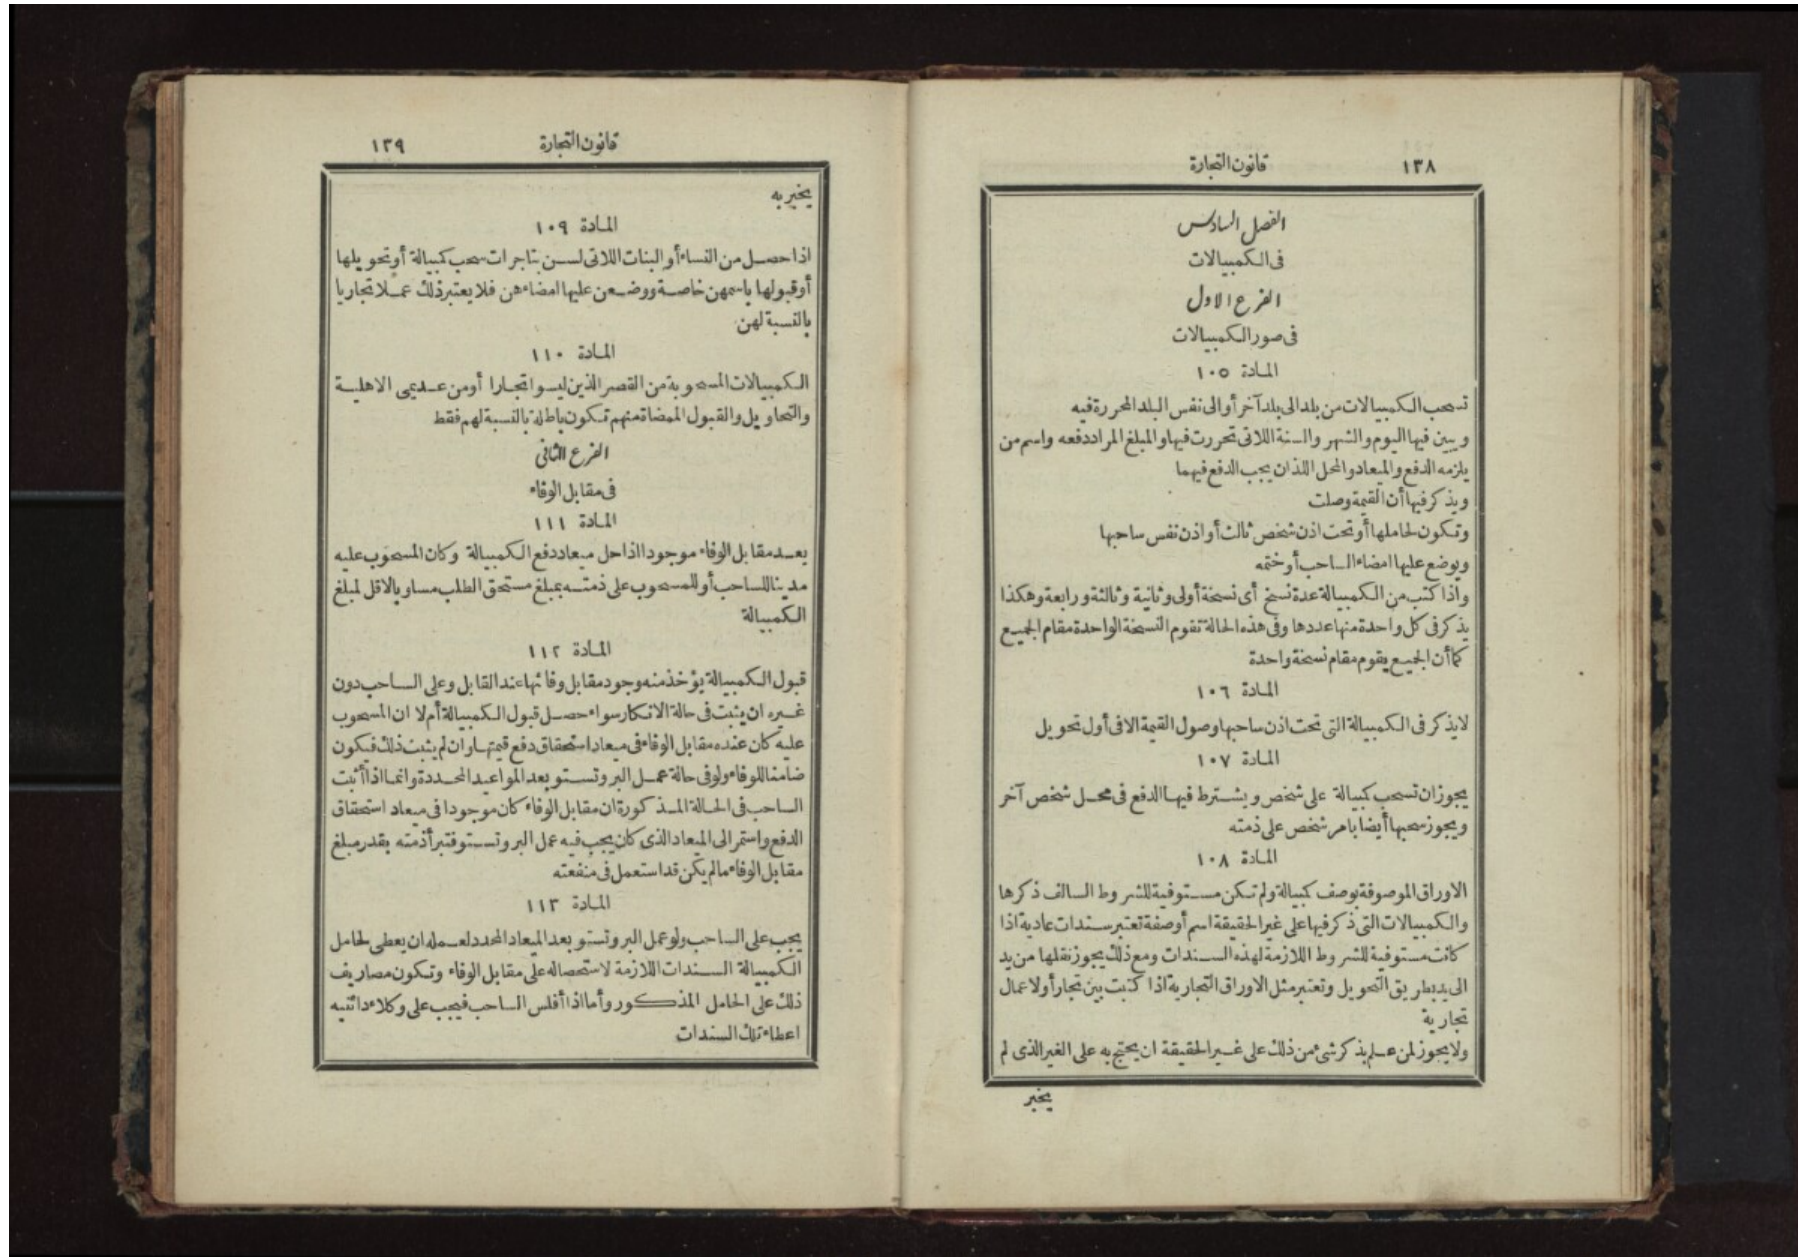 ١٣٨
قانون التجارة
الفصل السادس
فى الكمبيالات
الفرع الاول
فى صور الكمبيالات
المادة ١٠٥
تسحب الكمبيالات من بلد الى بلد آخر أو الى نفس البلد المحررة فيه
ويبين فيها اليوم والشهر والسنة اللاتى تحررت فيها والمبلغ المراد دفعه واسم من
يلزمه الدفع والميعاد والمحل اللذان يجب الدفع فيهما
ويذكر فيها أن القيمة وصلت
وتكون لحاملها أو تحت اذن شخص ثالث أو اذن نفس ساحبها
ويوضع عليها امضاء الساحب أو ختمه
واذا كتب من الكمبيالة عدة نسخ أى نسخة أولى وثانية وثالثة ورابعة وهكذا
يذكر فى كل واحدة منها عددها وفى هذه الحالة تقوم النسخة الواحدة مقام الجميع
كما أن الجميع يقوم مقام نسخة واحدة
المادة ١٠٦
لا يذكر فى الكمبيالة التى تحت اذن ساحبها وصول القيمة الا فى أول تحويل
المادة ١٠٧
يجوز ان تسحب كمبيالة على شخص ويشترط فيها الدفع فى محل شخص آخر
ويجوز سحبها أيضا بامر شخص على ذمته
المادة ١٠٨
الاوراق الموصوفة بوصف كمبيالة ولم تكن مستوفية للشروط السالف ذكرها
والكمبيالات التى ذكر فيها على غير الحقيقة اسم أو صفة تعتبر سندات عادية اذا
كانت مستوفية للشروط اللازمة لهذه السندات ومع ذلك يجوز نقلها من يد
الى يد بطريق التحويل وتعتبر مثل الاوراق التجارية اذا كتبت بين تجار أو لاعمال
تجارية
ولا يجوز لمن علم بذكر شئ من ذلك على غير الحقيقة ان يحتج به على الغير الذى لم
يخبر
قانون التجارة
١٣٩
يخبر به
المادة ١٠٩
اذا حصل من النساء أو البنات اللاتى لسن بتاجرات سحب كمبيالة أو تحويلها
أو قبولها باسمهن خاصة ووضعن عليها امضاءهن فلا يعتبر ذلك عملا تجاريا
بالنسبة لهن
المادة ١١٠
الكمبيالات المسحوبة من القصر الذين ليسوا تجارا أو من عديمى الاهلية
والتحاويل والقبول الممضاة منهم تكون باطلة بالنسبة لهم فقط
الفرع الثانى
فى مقابل الوفاء
المادة ١١١
يعد مقابل الوفاء موجودا اذا حل ميعاد دفع الكمبيالة وكان المسحوب عليه
مدينا للساحب أو للمسحوب على ذمته بمبلغ مستحق الطلب مساو بالاقل لمبلغ
الكمبيالة
المادة ١١٢
قبول الكمبيالة يؤخذ منه وجود مقابل وفائها عند القابل وعلى الساحب دون
غيره ان يثبت فى حالة الانكار سواء حصل قبول الكمبيالة أم لا ان المسحوب
عليه كان عنده مقابل الوفاء فى ميعاد استحقاق دفع قيمتها وان لم يثبت ذلك فيكون
ضامنا للوفاء ولو فى حالة عمل البروتستو بعد المواعيد المحددة وانما اذا أثبت
الساحب فى الحالة المذكورة ان مقابل الوفاء كان موجودا فى ميعاد استحقاق
الدفع واستمر الى الميعاد الذى كان يجب فيه عمل البروتستو فتبرأ ذمته بقدر مبلغ
مقابل الوفاء ما لم يكن قد استعمل فى منفعته
المادة ١١٣
يجب على الساحب ولو عمل البروتستو بعد الميعاد المحدد لعمله ان يعطى لحامل
الكمبيالة السندات اللازمة لاستحصاله على مقابل الوفاء وتكون مصاريف
ذلك على الحامل المذكور وأما اذا أفلس الساحب فيجب على وكلاء دائنيه
اعطاء تلك السندات